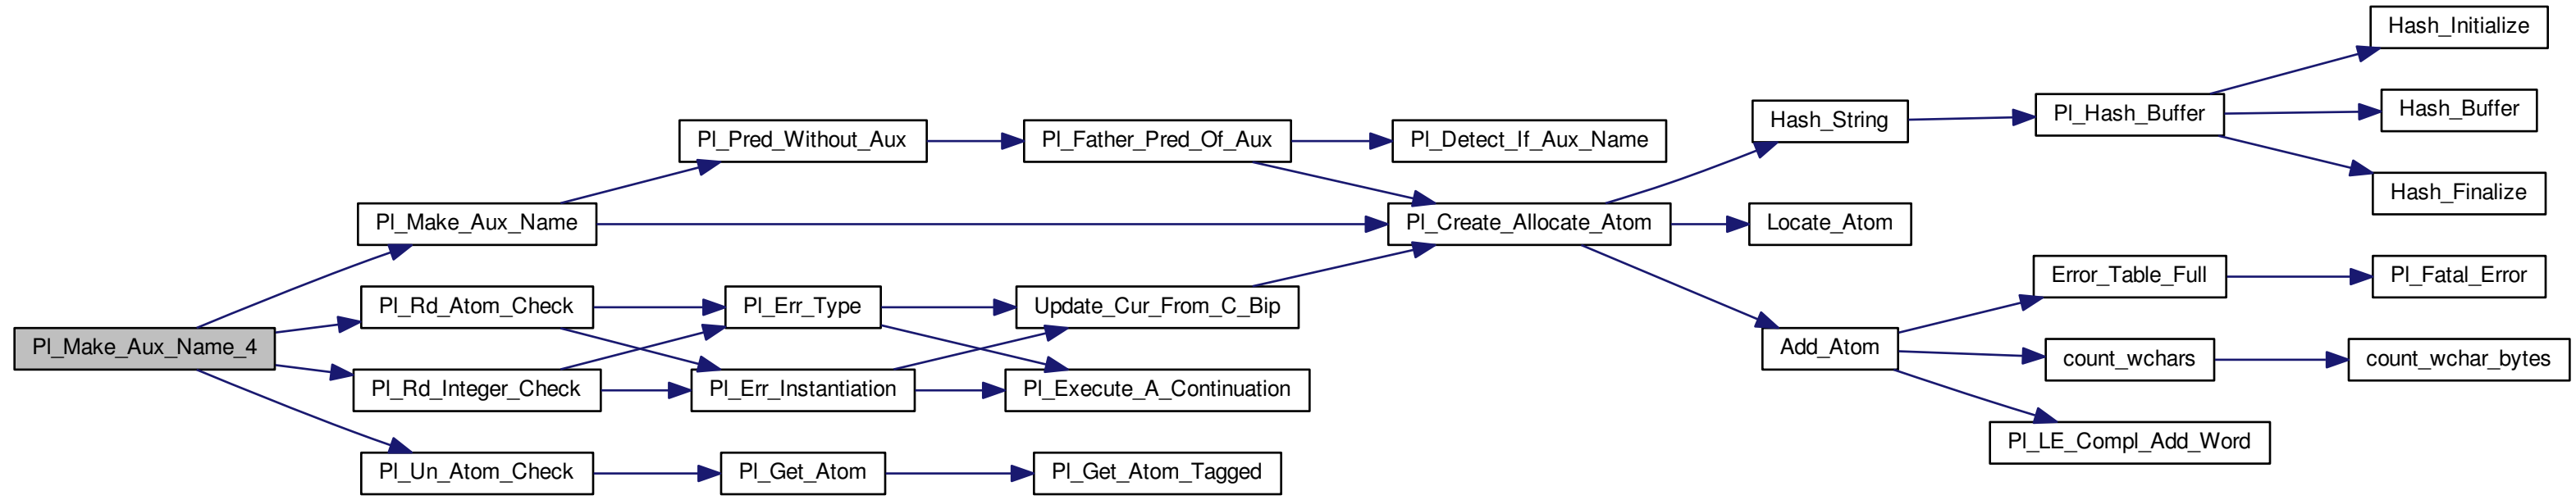 Pl_Make_Aux_Name_4
Pl_Make_Aux_Name
Pl_Rd_Atom_Check
Pl_Rd_Integer_Check
Pl_Un_Atom_Check
Pl_Pred_Without_Aux
Pl_Err_Type
Pl_Err_Instantiation
Pl_Get_Atom
Pl_Father_Pred_Of_Aux
Update_Cur_From_C_Bip
Pl_Execute_A_Continuation
Pl_Get_Atom_Tagged
Pl_Detect_If_Aux_Name
Pl_Create_Allocate_Atom
Hash_String
Locate_Atom
Add_Atom
Pl_Hash_Buffer
Error_Table_Full
count_wchars
Pl_LE_Compl_Add_Word
Hash_Initialize
Hash_Buffer
Hash_Finalize
Pl_Fatal_Error
count_wchar_bytes